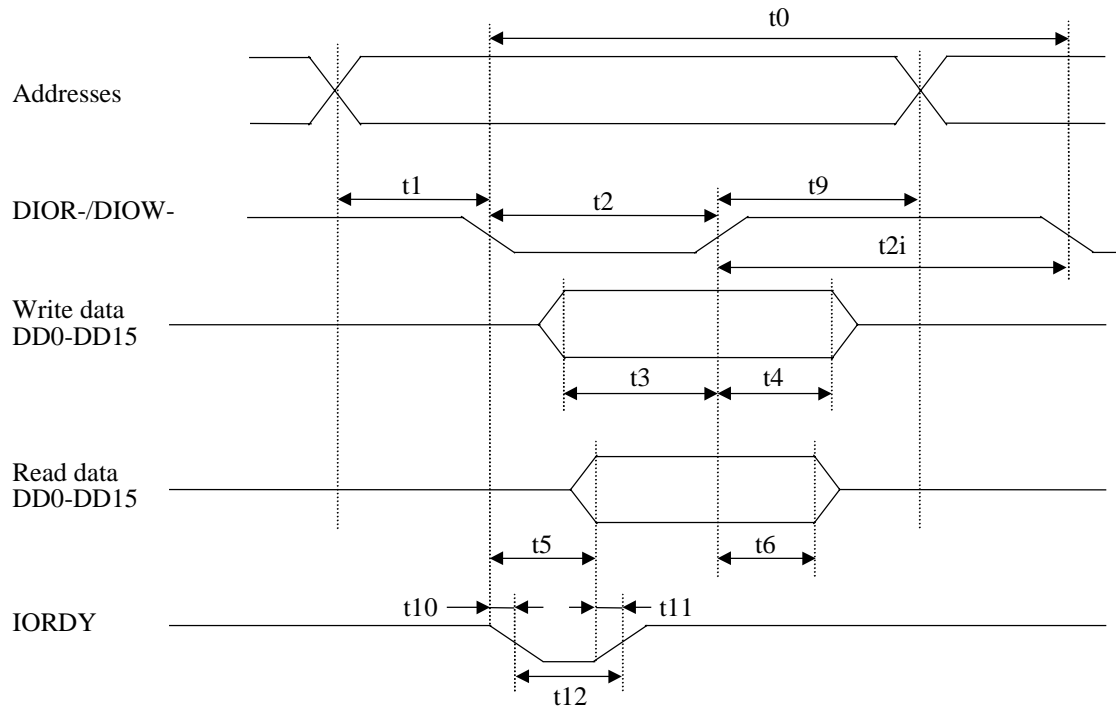 t0
Addresses
t1
t9
DIOR-/DIOW-
t2
t2i
Write data
DD0-DD15
t3
t4
Read data
DD0-DD15
t5
t6
t10
t11
IORDY
t12